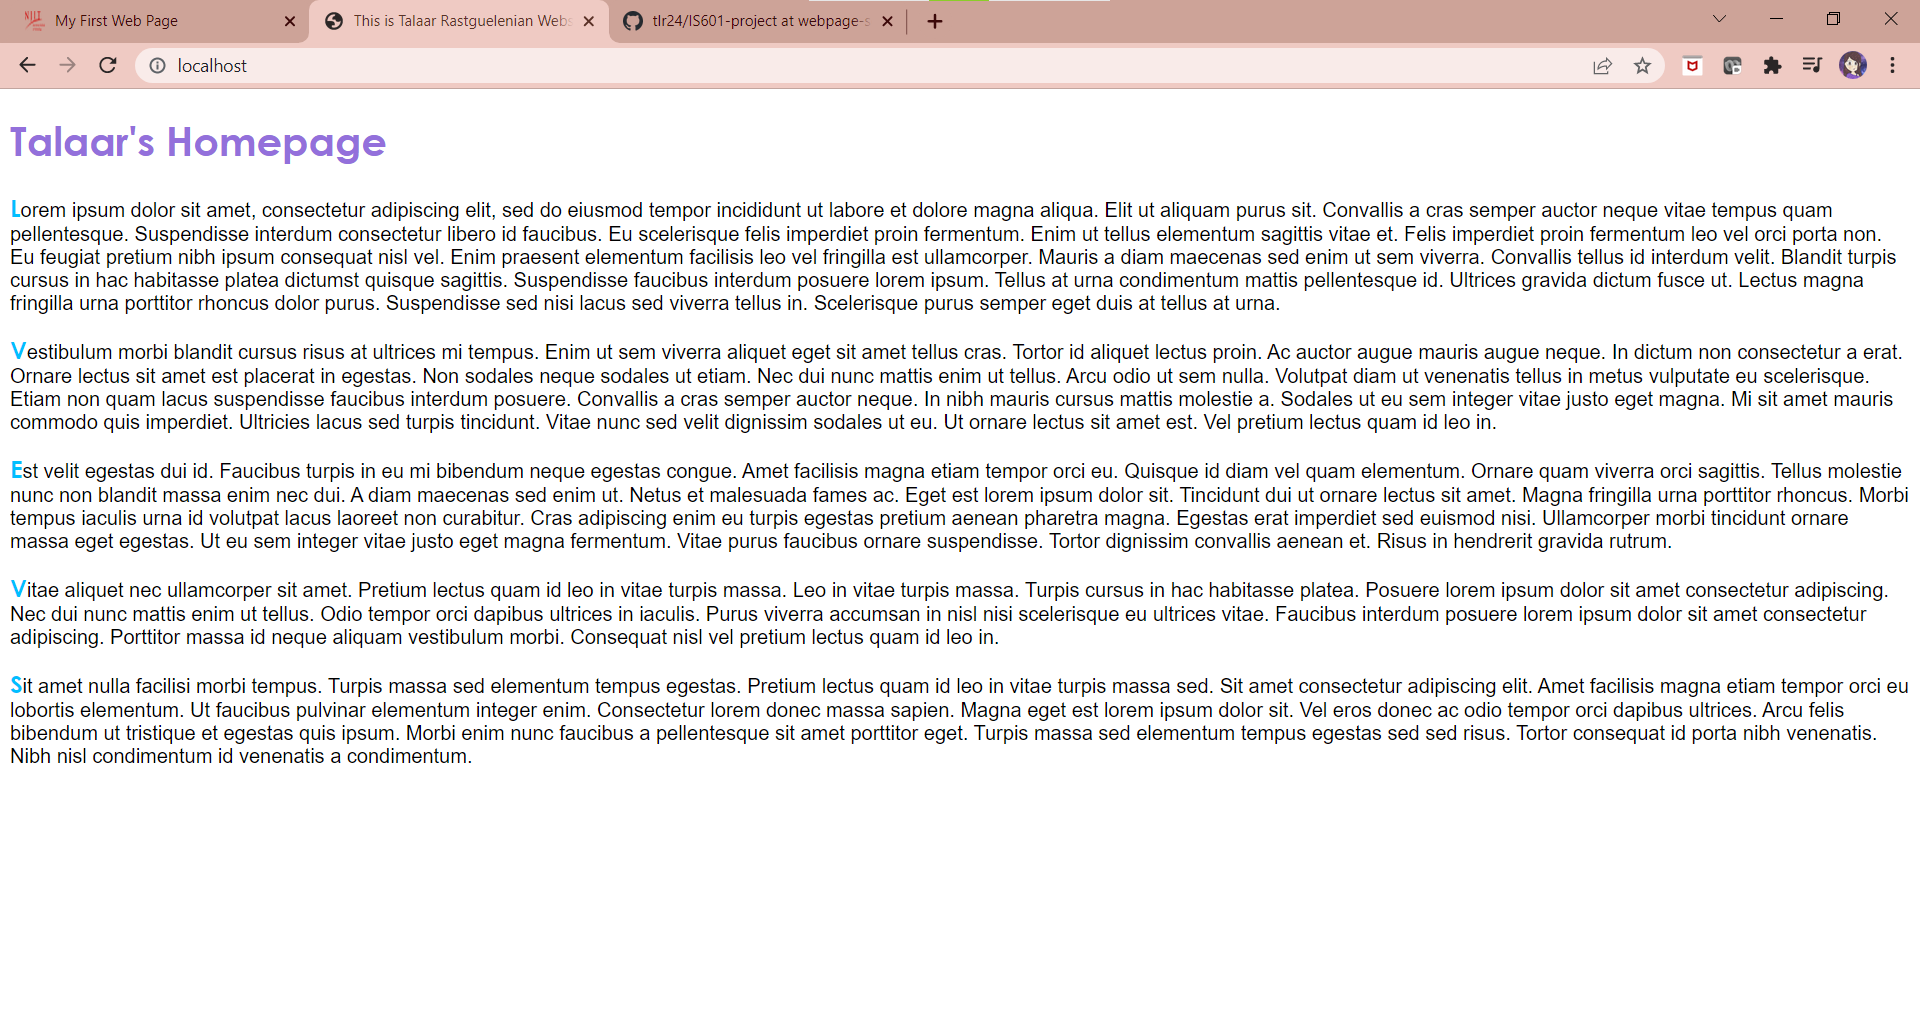 My First Web Page
This is Talaar Rastguelenian Webs
tlr24/IS601-project at webpage-s
localhost
Talaar's Homepage
Lorem ipsum dolor sit amet, consectetur adipiscing elit, sed do eiusmod tempor incididunt ut labore et dolore magna aliqua. Elit ut aliquam purus sit. Convallis a cras semper auctor neque vitae tempus quam
pellentesque. Suspendisse interdum consectetur libero id faucibus. Eu scelerisque felis imperdiet proin fermentum. Enim ut tellus elementum sagittis vitae et. Felis imperdiet proin fermentum leo vel orci porta non.
Eu feugiat pretium nibh ipsum consequat nisl vel. Enim praesent elementum facilisis leo vel fringilla est ullamcorper. Mauris a diam maecenas sed enim ut sem viverra. Convallis tellus id interdum velit. Blandit turpis
cursus in hac habitasse platea dictumst quisque sagittis. Suspendisse faucibus interdum posuere lorem ipsum. Tellus at urna condimentum mattis pellentesque id. Ultrices gravida dictum fusce ut. Lectus magna
fringilla urna porttitor rhoncus dolor purus. Suspendisse sed nisi lacus sed viverra tellus in. Scelerisque purus semper eget duis at tellus at urna.
Vestibulum morbi blandit cursus risus at ultrices mi tempus. Enim ut sem viverra aliquet eget sit amet tellus cras. Tortor id aliquet lectus proin. Ac auctor augue mauris augue neque. In dictum non consectetur a erat.
Ornare lectus sit amet est placerat in egestas. Non sodales neque sodales ut etiam. Nec dui nunc mattis enim ut tellus. Arcu odio ut sem nulla. Volutpat diam ut venenatis tellus in metus vulputate eu scelerisque.
Etiam non quam lacus suspendisse faucibus interdum posuere. Convallis a cras semper auctor neque. In nibh mauris cursus mattis molestie a. Sodales ut eu sem integer vitae justo eget magna. Mi sit amet mauris
commodo quis imperdiet. Ultricies lacus sed turpis tincidunt. Vitae nunc sed velit dignissim sodales ut eu. Ut ornare lectus sit amet est. Vel pretium lectus quam id leo in.
Est velit egestas dui id. Faucibus turpis in eu mi bibendum neque egestas congue. Amet facilisis magna etiam tempor orci eu. Quisque id diam vel quam elementum. Ornare quam viverra orci sagittis. Tellus molestie
nunc non blandit massa enim nec dui. A diam maecenas sed enim ut. Netus et malesuada fames ac. Eget est lorem ipsum dolor sit. Tincidunt dui ut ornare lectus sit amet. Magna fringilla urna porttitor rhoncus. Morbi
tempus iaculis urna id volutpat lacus laoreet non curabitur. Cras adipiscing enim eu turpis egestas pretium aenean pharetra magna. Egestas erat imperdiet sed euismod nisi. Ullamcorper morbi tincidunt ornare
massa eget egestas. Ut eu sem integer vitae justo eget magna fermentum. Vitae purus faucibus ornare suspendisse. Tortor dignissim convallis aenean et. Risus in hendrerit gravida rutrum.
Vitae aliquet nec ullamcorper sit amet. Pretium lectus quam id leo in vitae turpis massa. Leo in vitae turpis massa. Turpis cursus in hac habitasse platea. Posuere lorem ipsum dolor sit amet consectetur adipiscing.
Nec dui nunc mattis enim ut tellus. Odio tempor orci dapibus ultrices in iaculis. Purus viverra accumsan in nisl nisi scelerisque eu ultrices vitae. Faucibus interdum posuere lorem ipsum dolor sit amet consectetur
adipiscing. Porttitor massa id neque aliquam vestibulum morbi. Consequat nisl vel pretium lectus quam id leo in.
Sit amet nulla facilisi morbi tempus. Turpis massa sed elementum tempus egestas. Pretium lectus quam id leo in vitae turpis massa sed. Sit amet consectetur adipiscing elit. Amet facilisis magna etiam tempor orci eu
lobortis elementum. Ut faucibus pulvinar elementum integer enim. Consectetur lorem donec massa sapien. Magna eget est lorem ipsum dolor sit. Vel eros donec ac odio tempor orci dapibus ultrices. Arcu felis
bibendum ut tristique et egestas quis ipsum. Morbi enim nunc faucibus a pellentesque sit amet porttitor eget. Turpis massa sed elementum tempus egestas sed sed risus. Tortor consequat id porta nibh venenatis.
Nibh nisl condimentum id venenatis a condimentum.